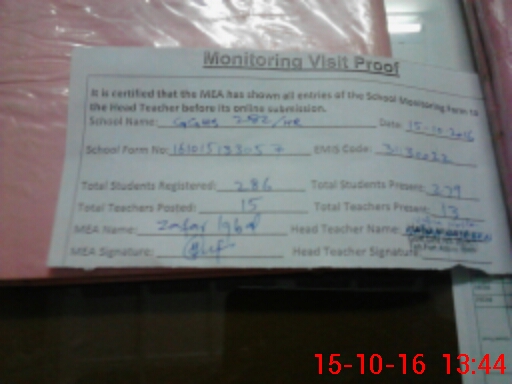 Monitoring Visit Proof
It is certified that the MEA has shown all entries of the School Monitoring Form to
the Head Teacher before its online submission.
School Name: 282/ Date: 15-10-2016
School Form No: EMIS Code:
Total Students Registered: 286 Total Students Present: 279
Total Teachers Posted: 15 Total Teachers Present: 13
MEA Name: Zafar Iqbal Head Teacher Name:
MEA Signature: Head Teacher Signature:
15-10-16 13:44